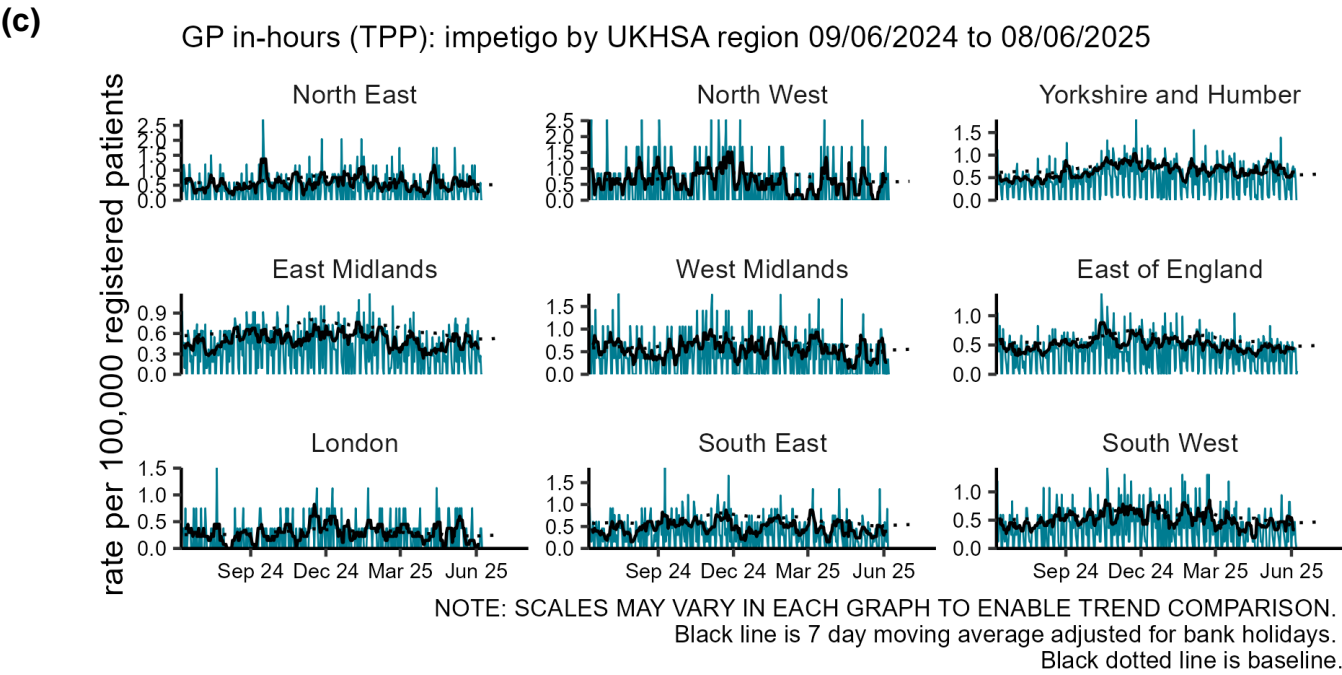 (c)
GP in-hours (TPP): impetigo by UKHSA region 09/06/2024 to 08/06/2025
rate per 100,000 registered patients
North East
2.5
2.0
1.5
1.0
0.5
0.0
North West
2.5
2.0
1.5
1.0
0.5
0.0
Yorkshire and Humber
1.5
1.0
0.5
0.0
East Midlands
0.9
0.6
0.3
0.0
West Midlands
1.5
1.0
0.5
0.0
East of England
1.0
0.5
0.0
London
1.5
1.0
0.5
0.0
Sep 24 Dec 24 Mar 25 Jun 25
South East
1.5
1.0
0.5
0.0
Sep 24 Dec 24 Mar 25 Jun 25
South West
1.0
0.5
0.0
Sep 24 Dec 24 Mar 25 Jun 25
NOTE: SCALES MAY VARY IN EACH GRAPH TO ENABLE TREND COMPARISON.
Black line is 7 day moving average adjusted for bank holidays.
Black dotted line is baseline.